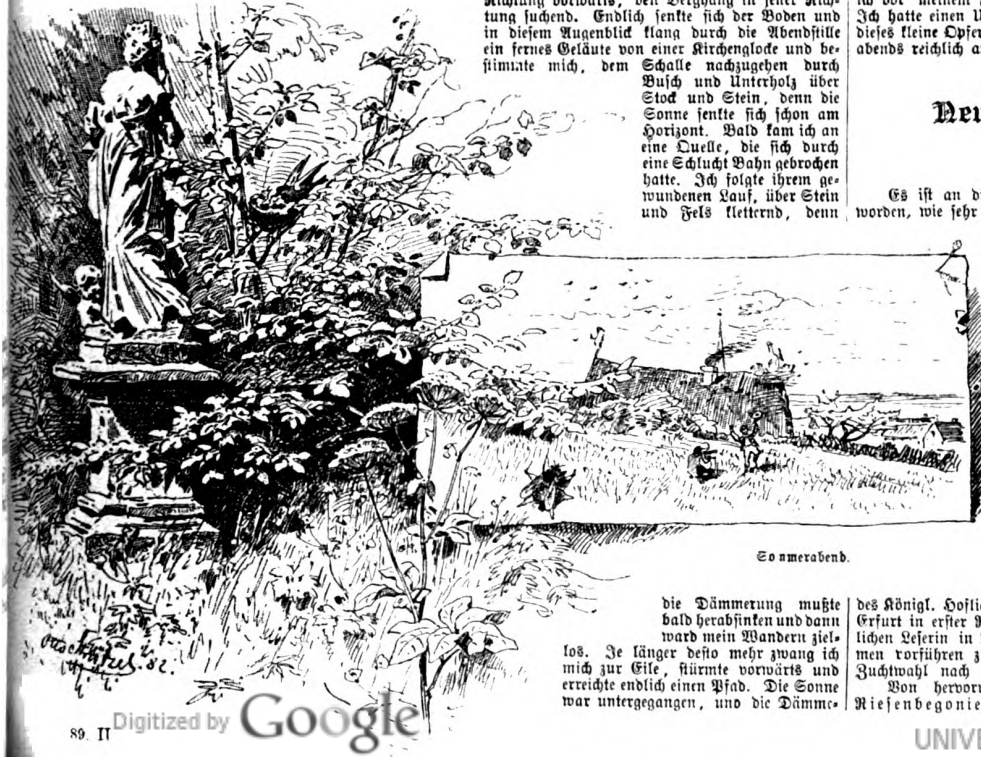 Richtung vorwärts, den Berghang in jener Rich-
tung suchend. Endlich senkte sich der Boden und
in diesem Augenblick klang durch die Abendstille
ein fernes Geläute von einer Kirchenglocke und be-
stimmte mich, dem Schalle nachzugehen durch
Busch und Unterholz über
Stock und Stein, denn die
Sonne senkte sich schon am
Horizont. Bald kam ich an
eine Quelle, die sich durch
eine Schlucht Bahn gebrochen
hatte. Ich folgte ihrem ge-
wundenen Lauf, über Stein
und Fels kletternd, denn
Sommerabend.
die Dämmerung mußte
bald herabsinken und dann
ward mein Wandern ziel-
los. Je länger desto mehr zwang ich
mich zur Eile, stürmte vorwärts und
erreichte endlich einen Pfad. Die Sonne
war untergegangen, und die Dämme-
Ich hatte einen U
dieses kleine Opfer
abends reichlich a
Neu
Es ist an di
worden, wie sehr
des Königl. Hoflie
Erfurt in erster R
lichen Leserin in
men vorführen z
Zuchtwahl nach
Von hervorr
Riesenbegonie
82.
89. II
Digitized by Google
UNIVE